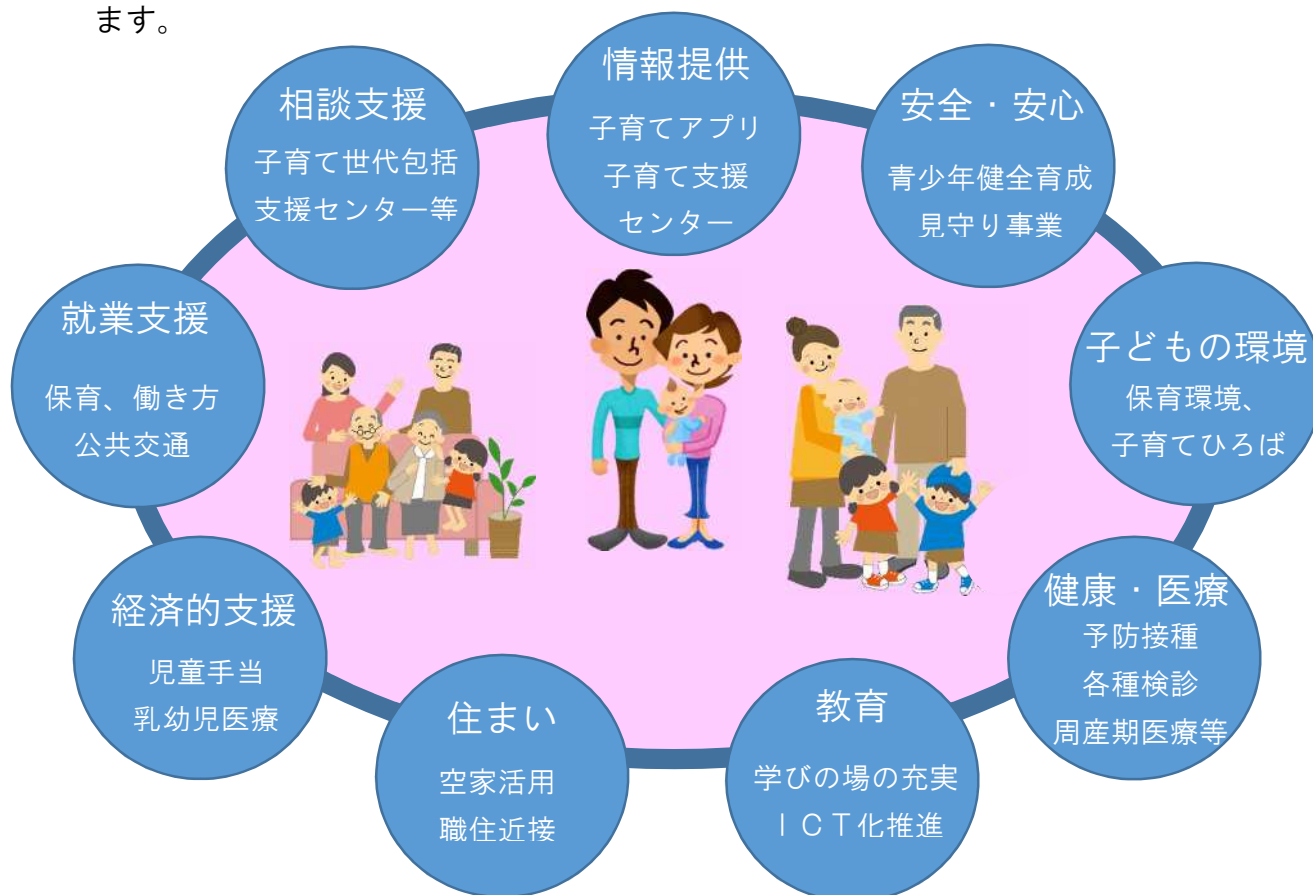 ます。
情報提供
子育てアプリ
子育て支援
センター
安全・安心
青少年健全育成
見守り事業
子どもの環境
保育環境、
子育てひろば
健康・医療
予防接種
各種検診
周産期医療等
教育
学びの場の充実
ＩＣＴ化推進
住まい
空家活用
職住近接
経済的支援
児童手当
乳幼児医療
就業支援
保育、働き方
公共交通
相談支援
子育て世代包括
支援センター等